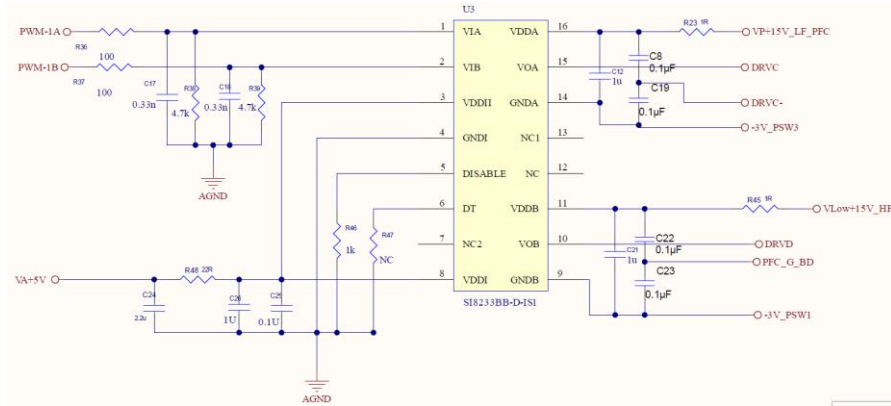 U3
PWM-1A
R36
100
1
VIA
VDDA
16
R23 1R
VP+15V_LF_PFC
PWM-1B
R37
100
2
VIB
VOA
15
C8
0.1μF
DRVC
C17
0.33n
R38
4.7k
0.33n
R39
4.7k
3
VDDI1
GNDA
14
C12
1u
C19
0.1μF
DRVC-
4
GNDI
NC1
13
-3V_PSW3
AGND
5
DISABLE
NC
12
6
DT
VDDB
11
R45 1R
R46
1k
R47
NC
7
NC2
VOB
10
C21
1u
C22
0.1μF
DRVD
PFC_G_BD
VA+5V
R48 22R
8
VDDI
GNDB
9
C23
0.1μF
C24
2.2u
C26
1U
C25
0.1U
SI8233BB-D-IS1
-3V_PSW1
AGND